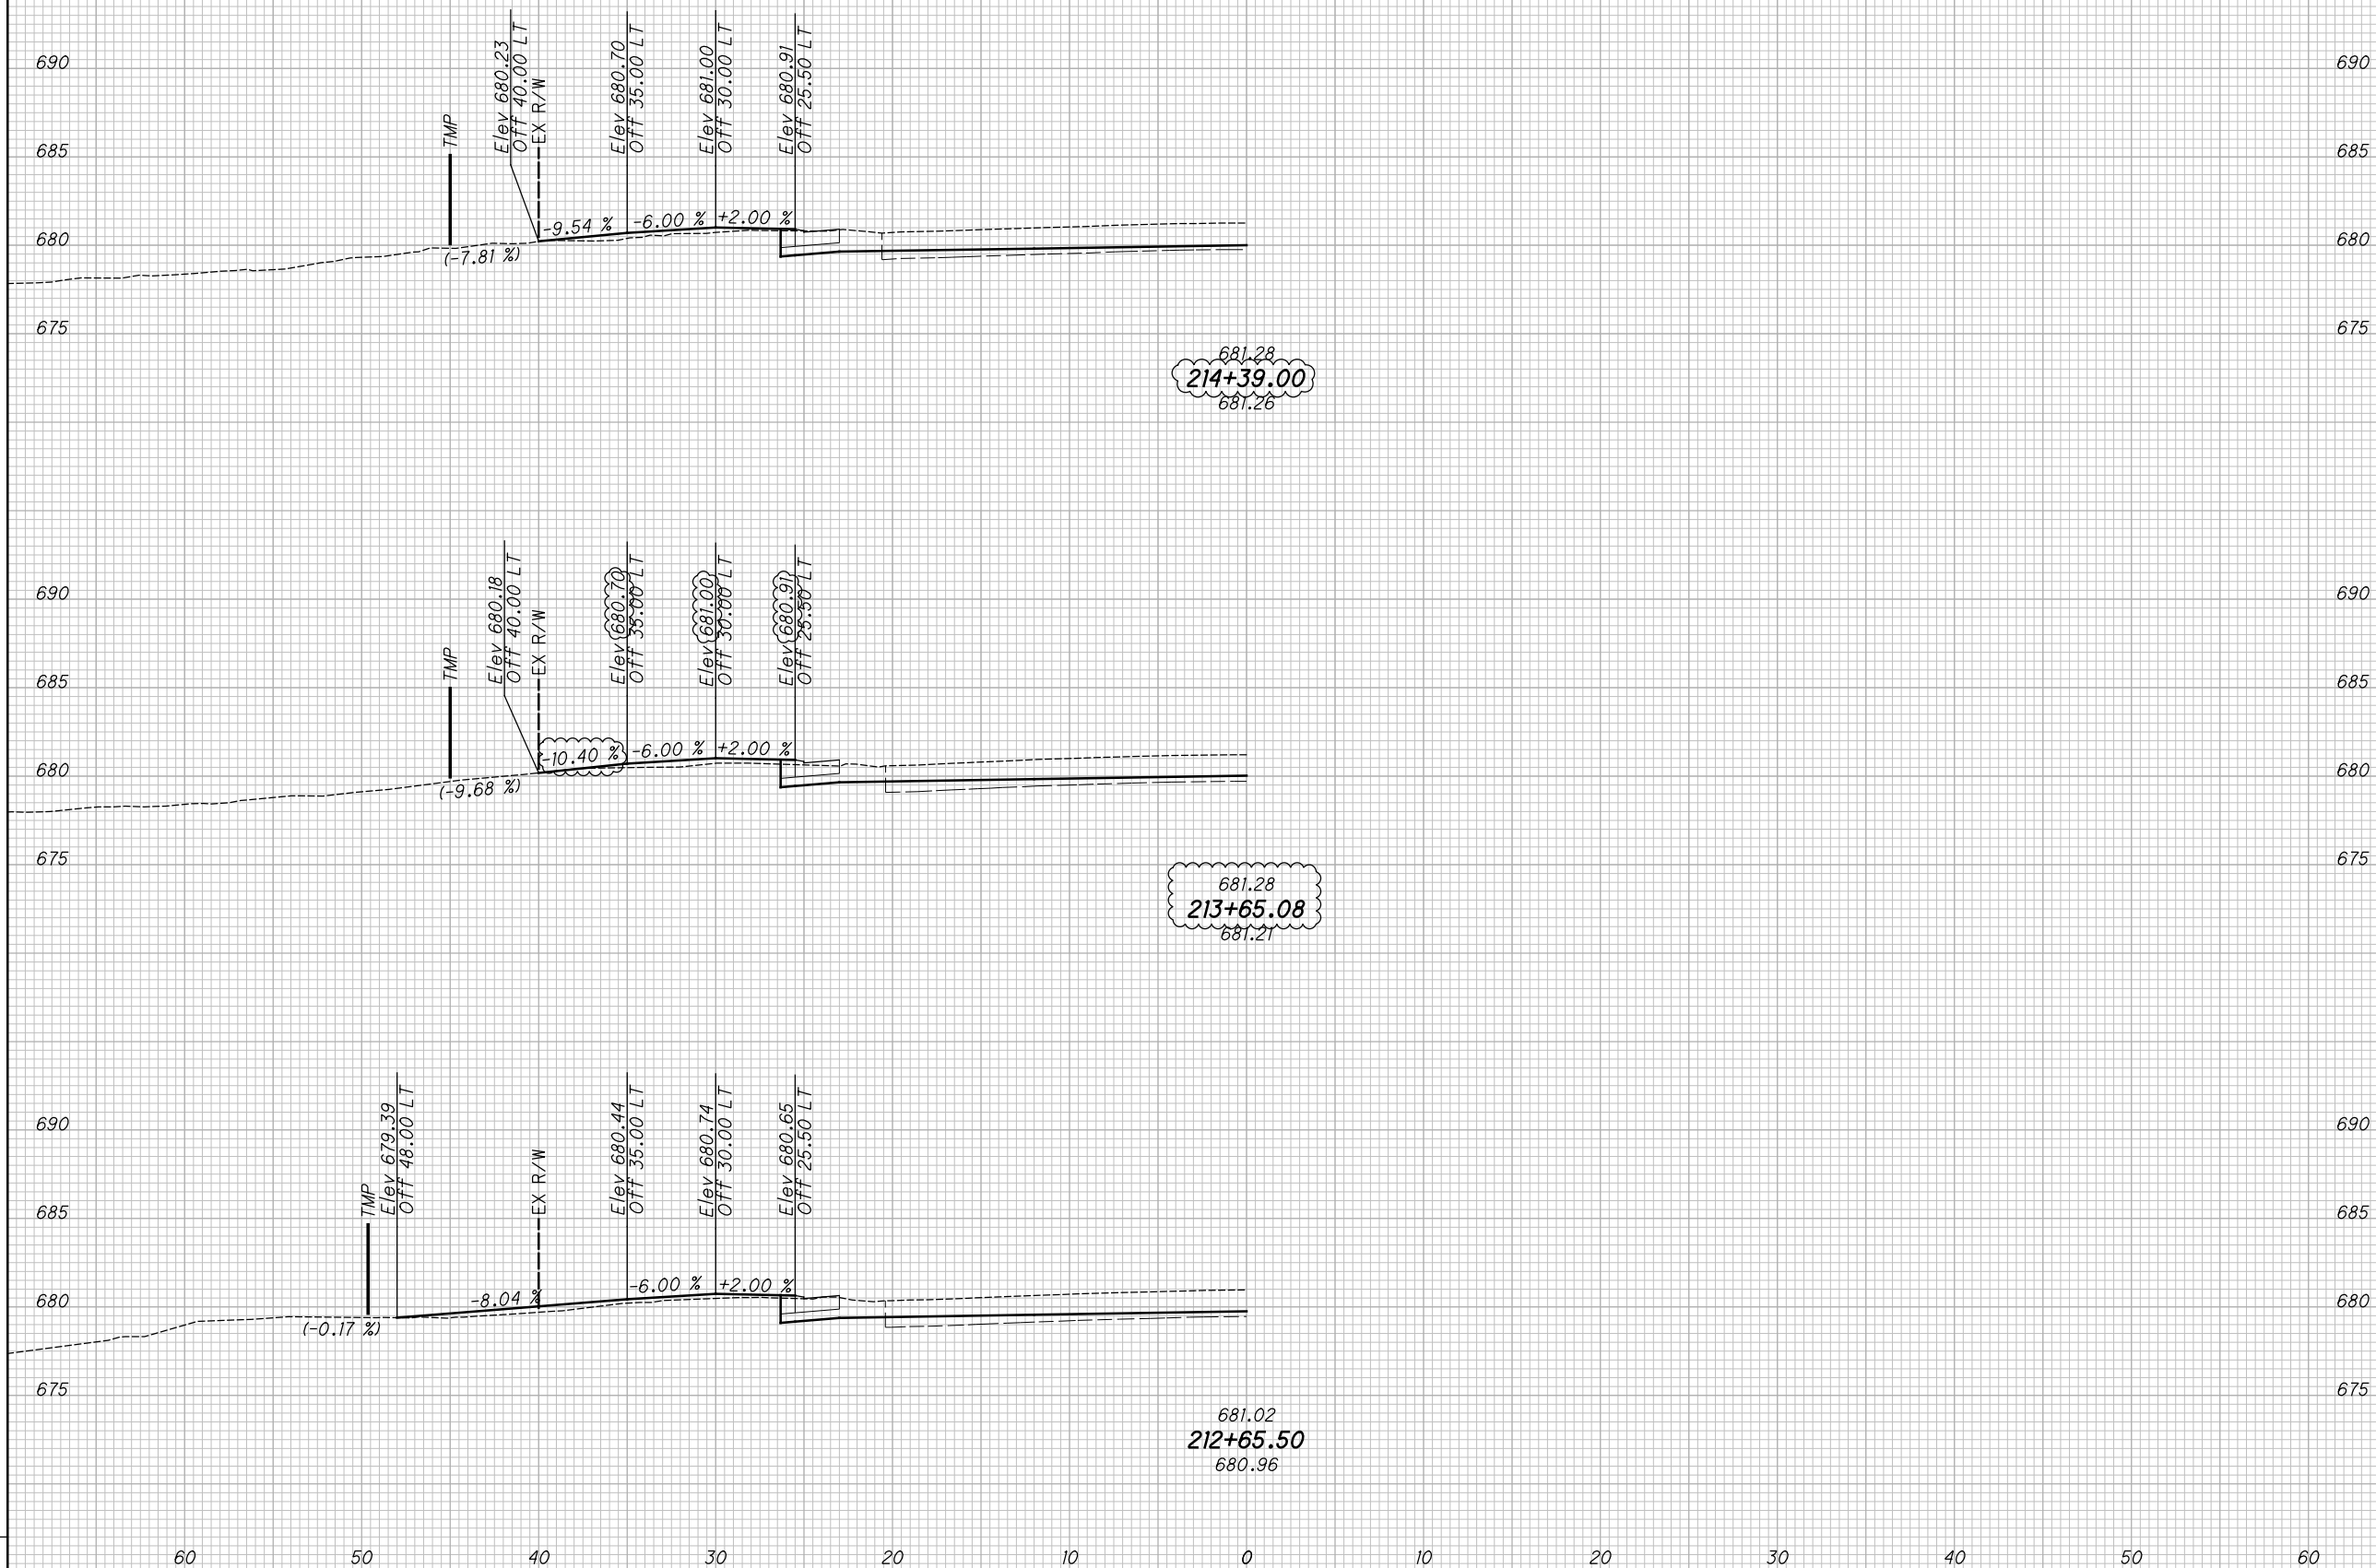 Elev 680.23
Off 40.00 LT
EX R/W
Elev 680.70
Off 35.00 LT
Elev 681.00
Off 30.00 LT
Elev 680.91
Off 25.50 LT
TMP
690
690
685
685
680
680
675
675
-9.54 %
-6.00 %
+2.00 %
(-7.81 %)
681.28
214+39.00
681.26
Elev 680.18
Off 40.00 LT
EX R/W
Elev 680.70
Off 35.00 LT
Elev 681.00
Off 30.00 LT
Elev 680.91
Off 25.50 LT
TMP
690
690
685
685
680
680
675
675
-10.40 %
-6.00 %
+2.00 %
(-9.68 %)
681.28
213+65.08
681.21
TMP
Elev 679.39
Off 48.00 LT
EX R/W
Elev 680.44
Off 35.00 LT
Elev 680.74
Off 30.00 LT
Elev 680.65
Off 25.50 LT
690
690
685
685
680
680
675
675
-8.04 %
-6.00 %
+2.00 %
(-0.17 %)
681.02
212+65.50
680.96
60 50 40 30 20 10 0 10 20 30 40 50 60